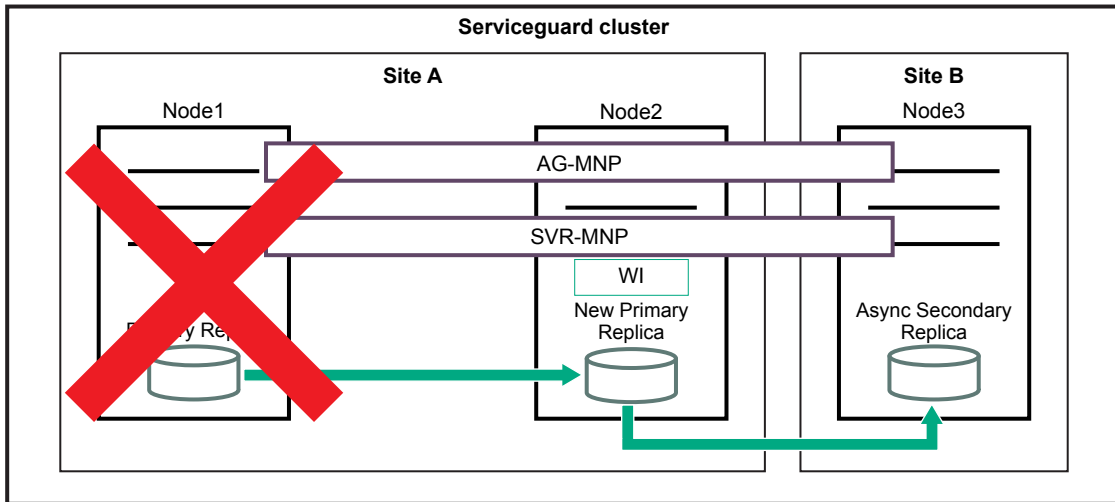 Serviceguard cluster
Site A
Site B
Node1
Node2
Node3
AG-MNP
SVR-MNP
WI
New Primary
Replica
Async Secondary
Replica